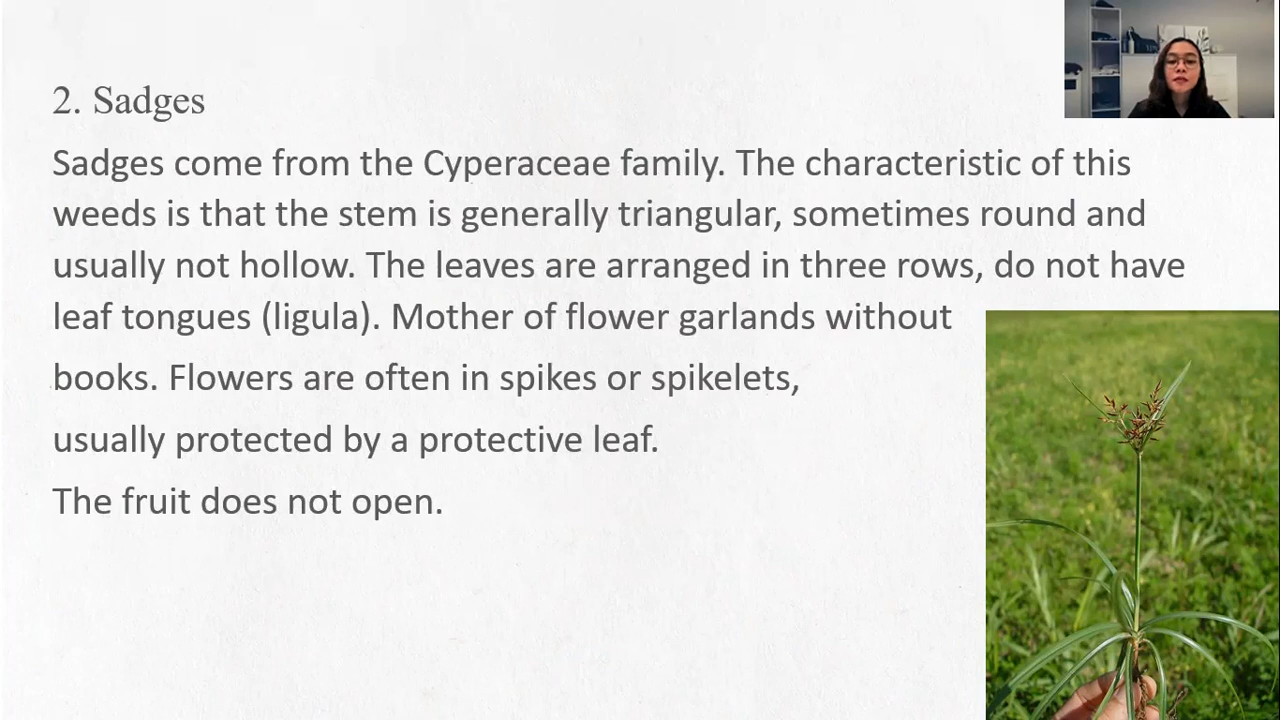 2. Sadges
Sadges come from the Cyperaceae family. The characteristic of this
weeds is that the stem is generally triangular, sometimes round and
usually not hollow. The leaves are arranged in three rows, do not have
leaf tongues (ligula). Mother of flower garlands without
books. Flowers are often in spikes or spikelets,
usually protected by a protective leaf.
The fruit does not open.